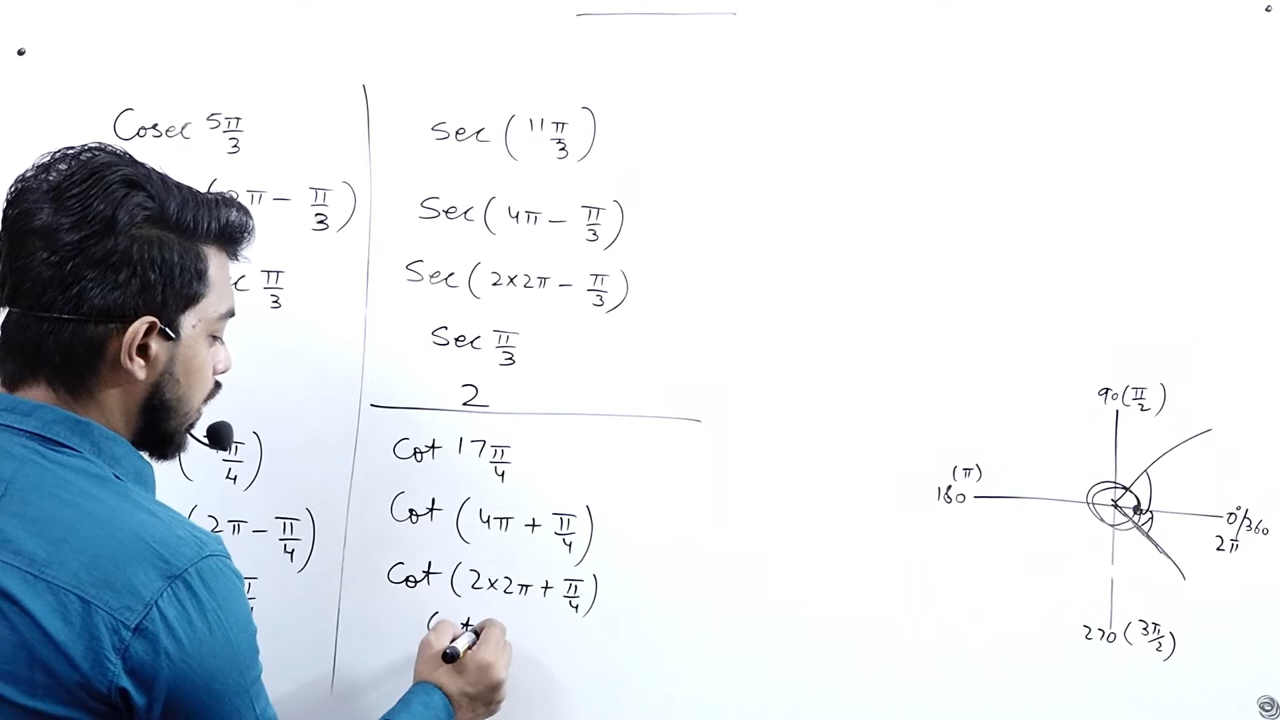 Cosec 5π/3
π - π/3)
c π/3
π/4)
2π - π/4)
Sec (11π/3)
Sec (4π - π/3)
Sec (2×2π - π/3)
Sec π/3
2
Cot 17π/4
Cot (4π + π/4)
Cot (2×2π + π/4)
90(π/2)
(π)
180
0°/360
2π
270(3π/2)